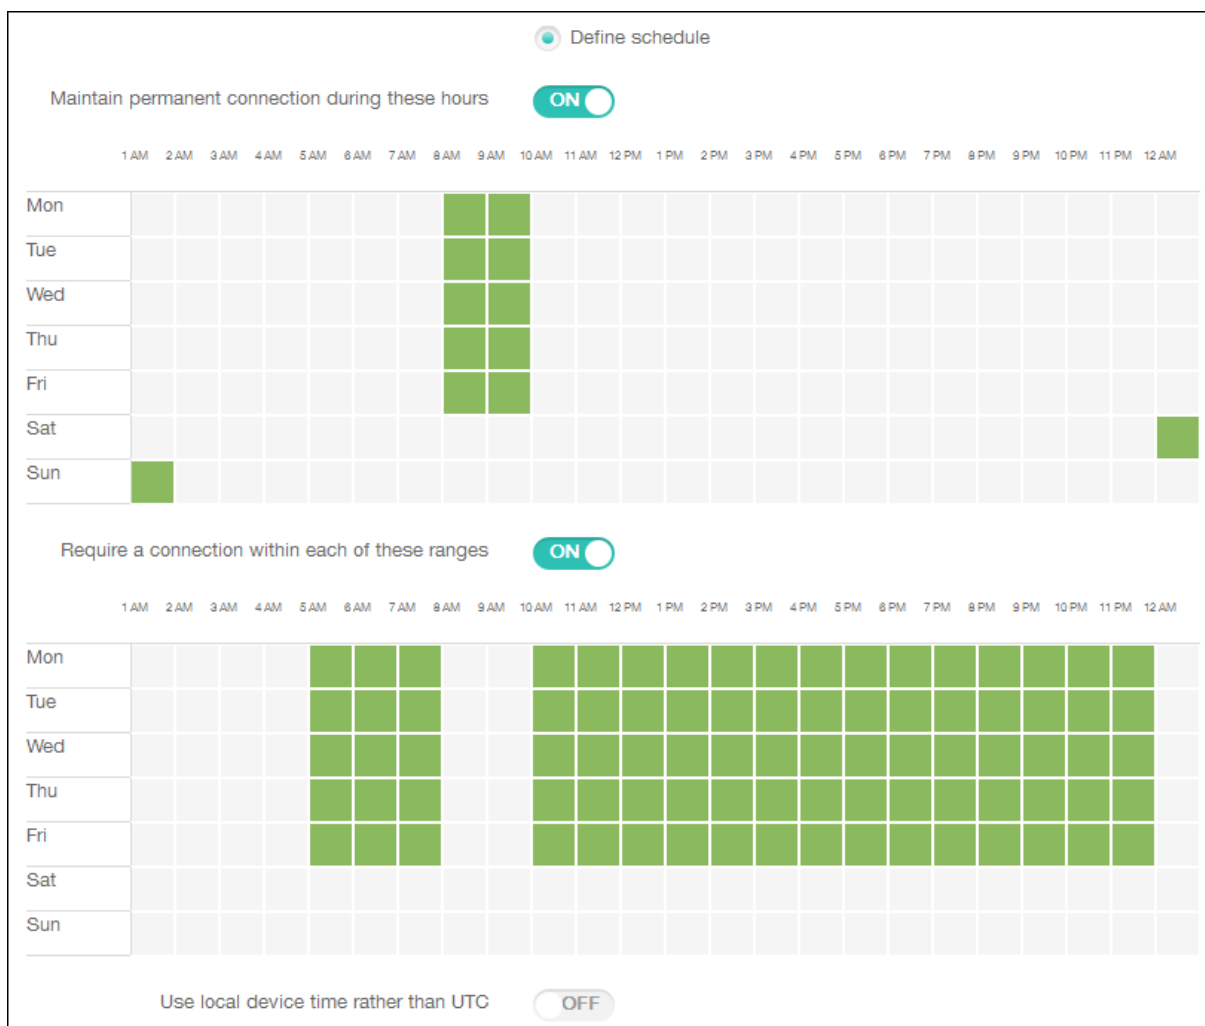 Define schedule
Maintain permanent connection during these hours ON
1 AM 2 AM 3 AM 4 AM 5 AM 6 AM 7 AM 8 AM 9 AM 10 AM 11 AM 12 PM 1 PM 2 PM 3 PM 4 PM 5 PM 6 PM 7 PM 8 PM 9 PM 10 PM 11 PM 12 AM
Mon
Tue
Wed
Thu
Fri
Sat
Sun
Require a connection within each of these ranges ON
1 AM 2 AM 3 AM 4 AM 5 AM 6 AM 7 AM 8 AM 9 AM 10 AM 11 AM 12 PM 1 PM 2 PM 3 PM 4 PM 5 PM 6 PM 7 PM 8 PM 9 PM 10 PM 11 PM 12 AM
Mon
Tue
Wed
Thu
Fri
Sat
Sun
Use local device time rather than UTC OFF